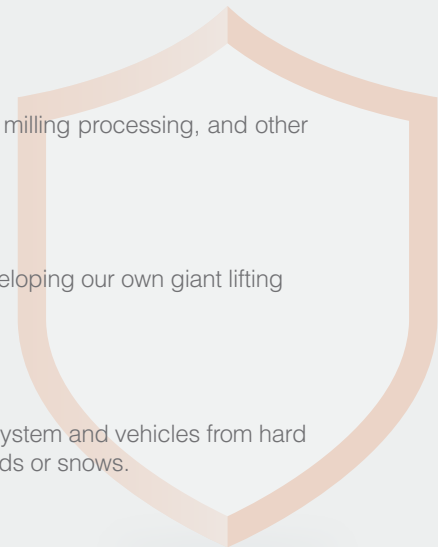 milling processing, and other
eloping our own giant lifting
ystem and vehicles from hard
ds or snows.